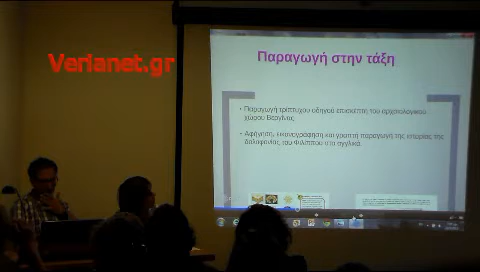 Verianet.gr
Παραγωγή στην τάξη
• Παραγωγή τρίπτυχου οδηγού επισκέπτη του αρχαιολογικού
χώρου Βεργίνας
• Αφήγηση, εικονογράφηση και γραπτή παραγωγή της ιστορίας της
δολοφονίας του Φιλίππου στα αγγλικά